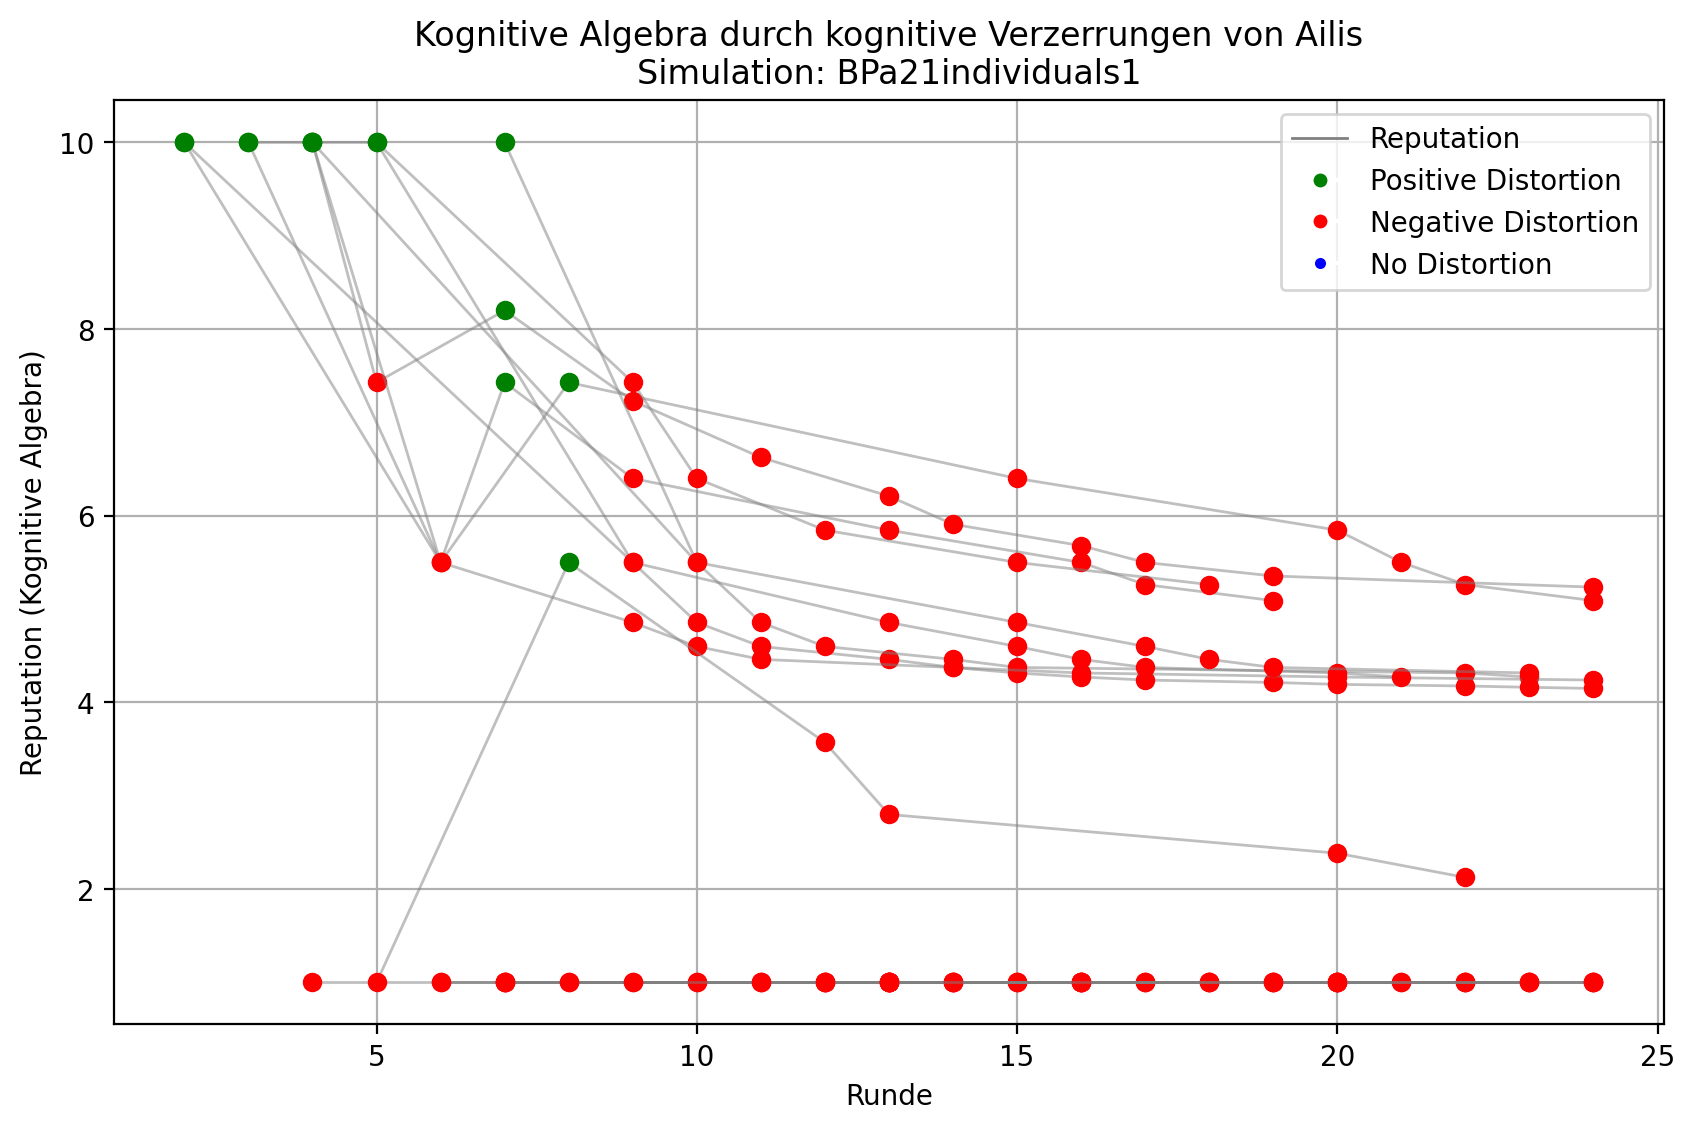 Kognitive Algebra durch kognitive Verzerrungen von Ailis
Simulation: BPa21individuals1
Reputation
Positive Distortion
Negative Distortion
No Distortion
Reputation (Kognitive Algebra)
10
8
6
4
2
5
10
15
20
25
Runde